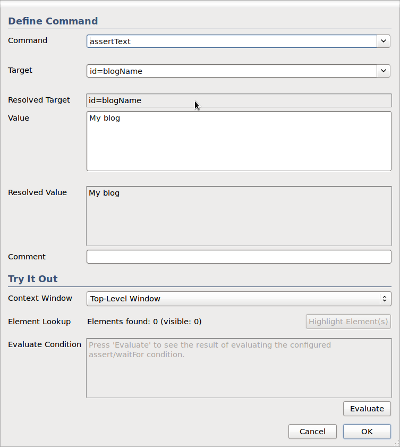 Define Command
Command assertText
Target id=blogName
Resolved Target id=blogName
Value My blog
Resolved Value My blog
Comment
Try It Out
Context Window Top-Level Window
Element Lookup Elements found: 0 (visible: 0) Highlight Element(s)
Evaluate Condition Press 'Evaluate' to see the result of evaluating the configured
assert/waitFor condition.
Evaluate
Cancel OK